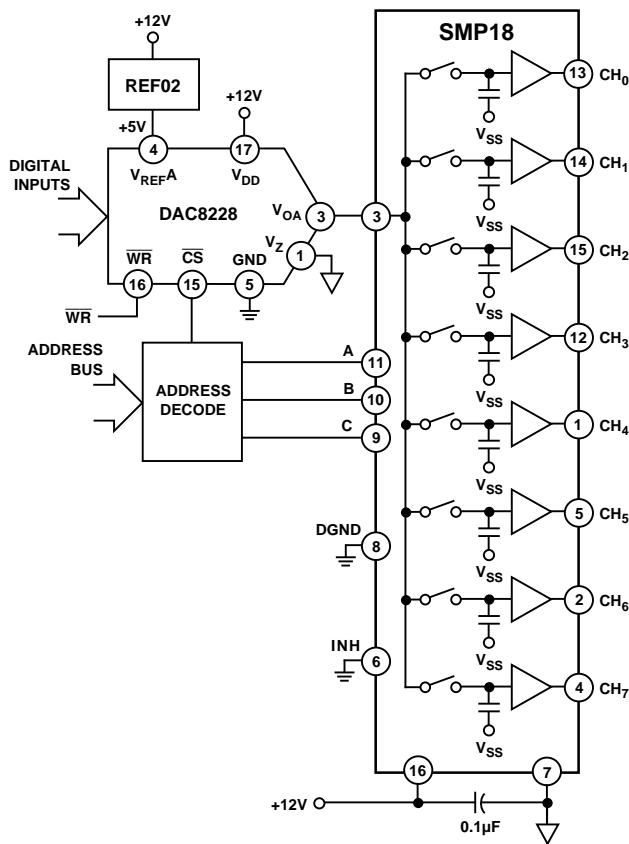 +12V
SMP18
REF02
+12V
13
CH0
+5V
VSS
4
17
14
CH1
DIGITAL
INPUTS
VREFA
VDD
VSS
DAC8228
VOA
3
3
VZ
1
15
CH2
WR
CS
GND
16
15
5
VSS
WR
12
CH3
ADDRESS
BUS
ADDRESS
DECODE
A
11
VSS
B
10
C
9
1
CH4
VSS
5
CH5
DGND
8
VSS
2
CH6
INH
6
VSS
4
CH7
VSS
16
7
+12V
0.1µF